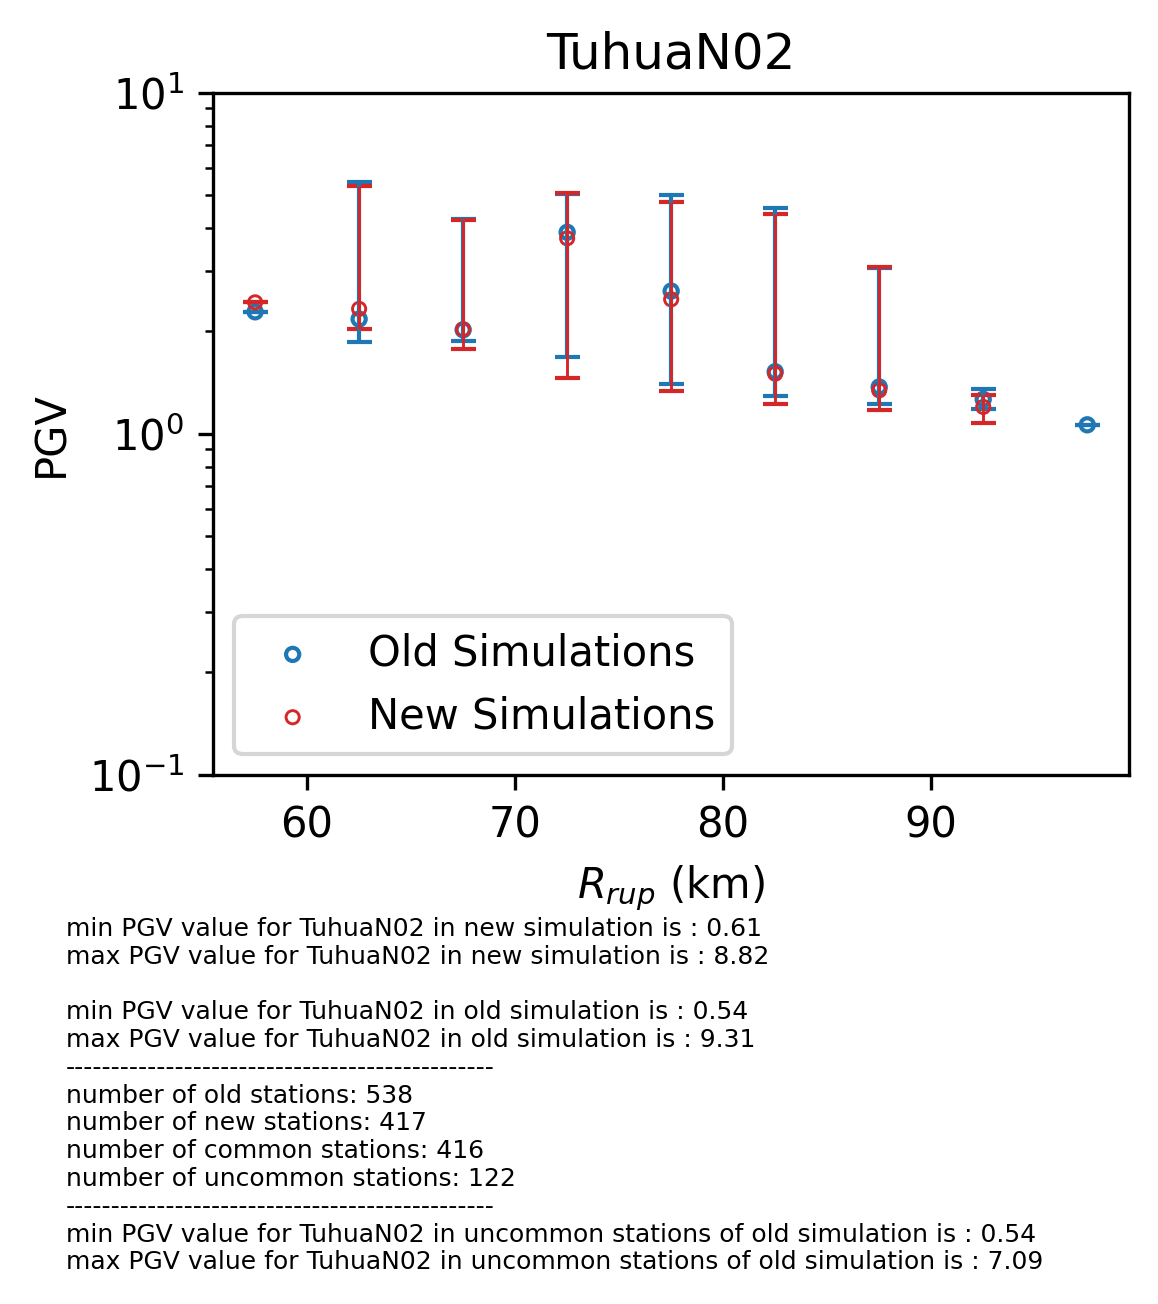 TuhuaN02
10¹
10⁰
10⁻¹
PGV
Old Simulations
New Simulations
60 70 80 90
R_rup (km)
min PGV value for TuhuaN02 in new simulation is : 0.61
max PGV value for TuhuaN02 in new simulation is : 8.82
min PGV value for TuhuaN02 in old simulation is : 0.54
max PGV value for TuhuaN02 in old simulation is : 9.31
-----------------------------------------------
number of old stations: 538
number of new stations: 417
number of common stations: 416
number of uncommon stations: 122
-----------------------------------------------
min PGV value for TuhuaN02 in uncommon stations of old simulation is : 0.54
max PGV value for TuhuaN02 in uncommon stations of old simulation is : 7.09